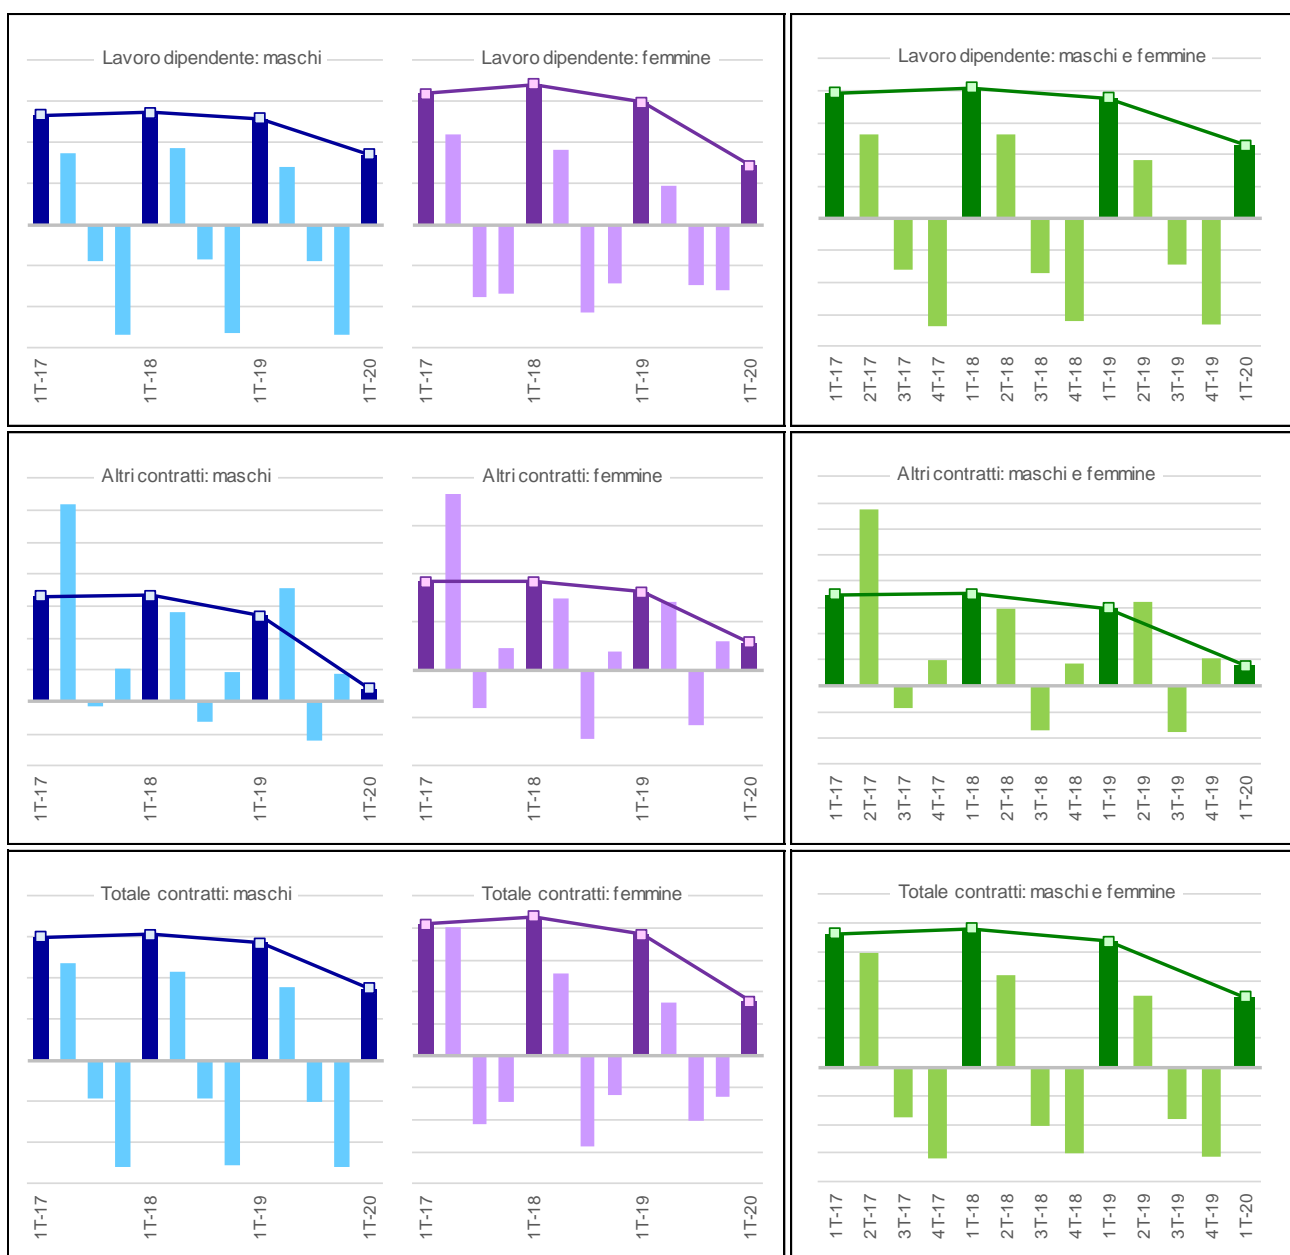 Lavoro dipendente: maschi
Lavoro dipendente: femmine
Lavoro dipendente: maschi e femmine
1T-17
1T-18
1T-19
1T-20
1T-17
1T-18
1T-19
1T-20
1T-17
2T-17
3T-17
4T-17
1T-18
2T-18
3T-18
4T-18
1T-19
2T-19
3T-19
4T-19
1T-20
Altri contratti: maschi
Altri contratti: femmine
Altri contratti: maschi e femmine
1T-17
1T-18
1T-19
1T-20
1T-17
1T-18
1T-19
1T-20
1T-17
2T-17
3T-17
4T-17
1T-18
2T-18
3T-18
4T-18
1T-19
2T-19
3T-19
4T-19
1T-20
Totale contratti: maschi
Totale contratti: femmine
Totale contratti: maschi e femmine
1T-17
1T-18
1T-19
1T-20
1T-17
1T-18
1T-19
1T-20
1T-17
2T-17
3T-17
4T-17
1T-18
2T-18
3T-18
4T-18
1T-19
2T-19
3T-19
4T-19
1T-20